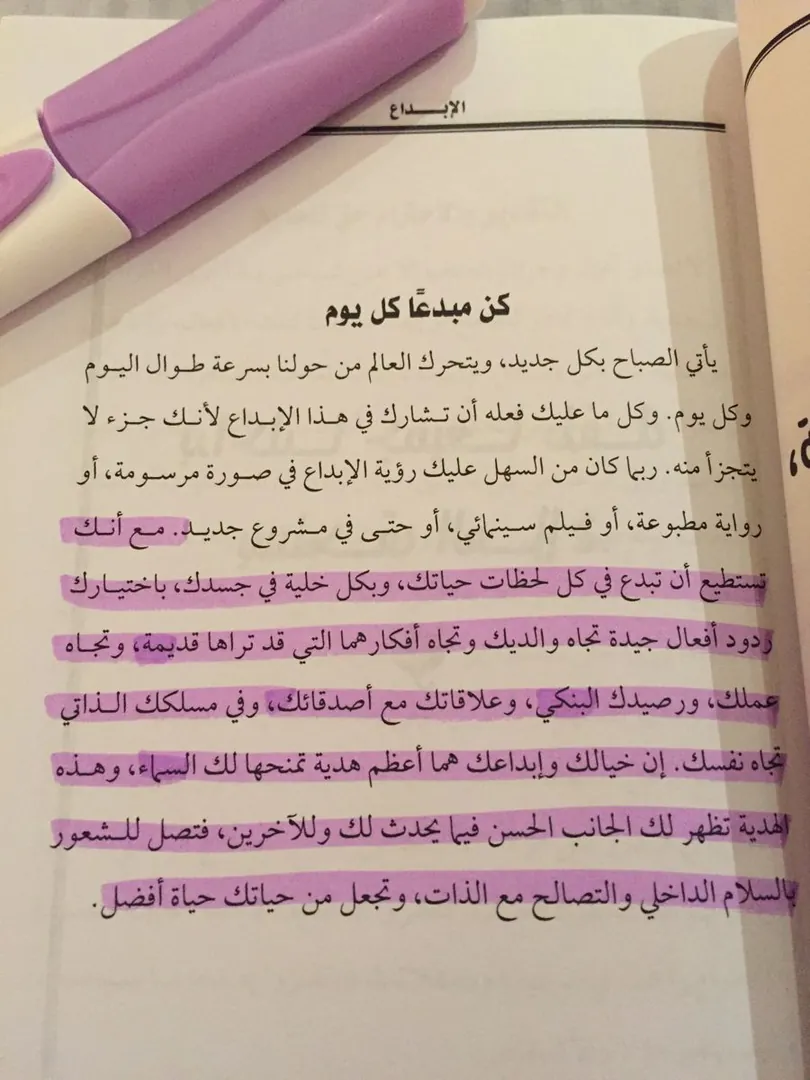 الإبـــداع
كن مبدعًا كل يوم
يأتي الصباح بكل جديد، ويتحرك العالم من حولنا بسرعة طوال اليوم
وكل يوم. وكل ما عليك فعله أن تشارك في هذا الإبداع لأنك جزء لا
يتجزأ منه. ربما كان من السهل عليك رؤية الإبداع في صورة مرسومة، أو
رواية مطبوعة، أو فيلم سينمائي، أو حتى في مشروع جديد. مع أنك
تستطيع أن تبدع في كل لحظات حياتك، وبكل خلية في جسدك، باختيارك
ردود أفعال جيدة تجاه والديك وتجاه أفكارهما التي قد تراها قديمة، وتجاه
عملك، ورصيدك البنكي، وعلاقاتك مع أصدقائك، وفي مسلكك الذاتي
تجاه نفسك. إن خيالك وإبداعك هما أعظم هدية تمنحها لك السماء، وهذه
الهدية تظهر لك الجانب الحسن فيما يحدث لك وللآخرين، فتصل للشعور
بالسلام الداخلي والتصالح مع الذات، وتجعل من حياتك حياة أفضل.